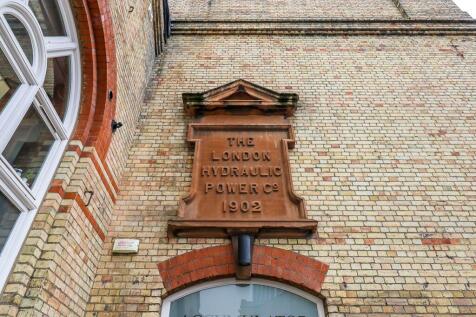 THE
LONDON
HYDRAULIC
POWER Co.
1902